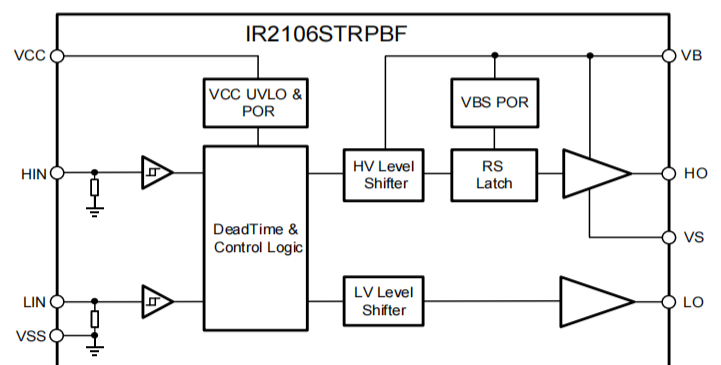 IR2106STRPBF
VCC
VB
VCC UVLO &
POR
VBS POR
HIN
HV Level
Shifter
RS
Latch
HO
DeadTime &
Control Logic
VS
LIN
LV Level
Shifter
LO
VSS